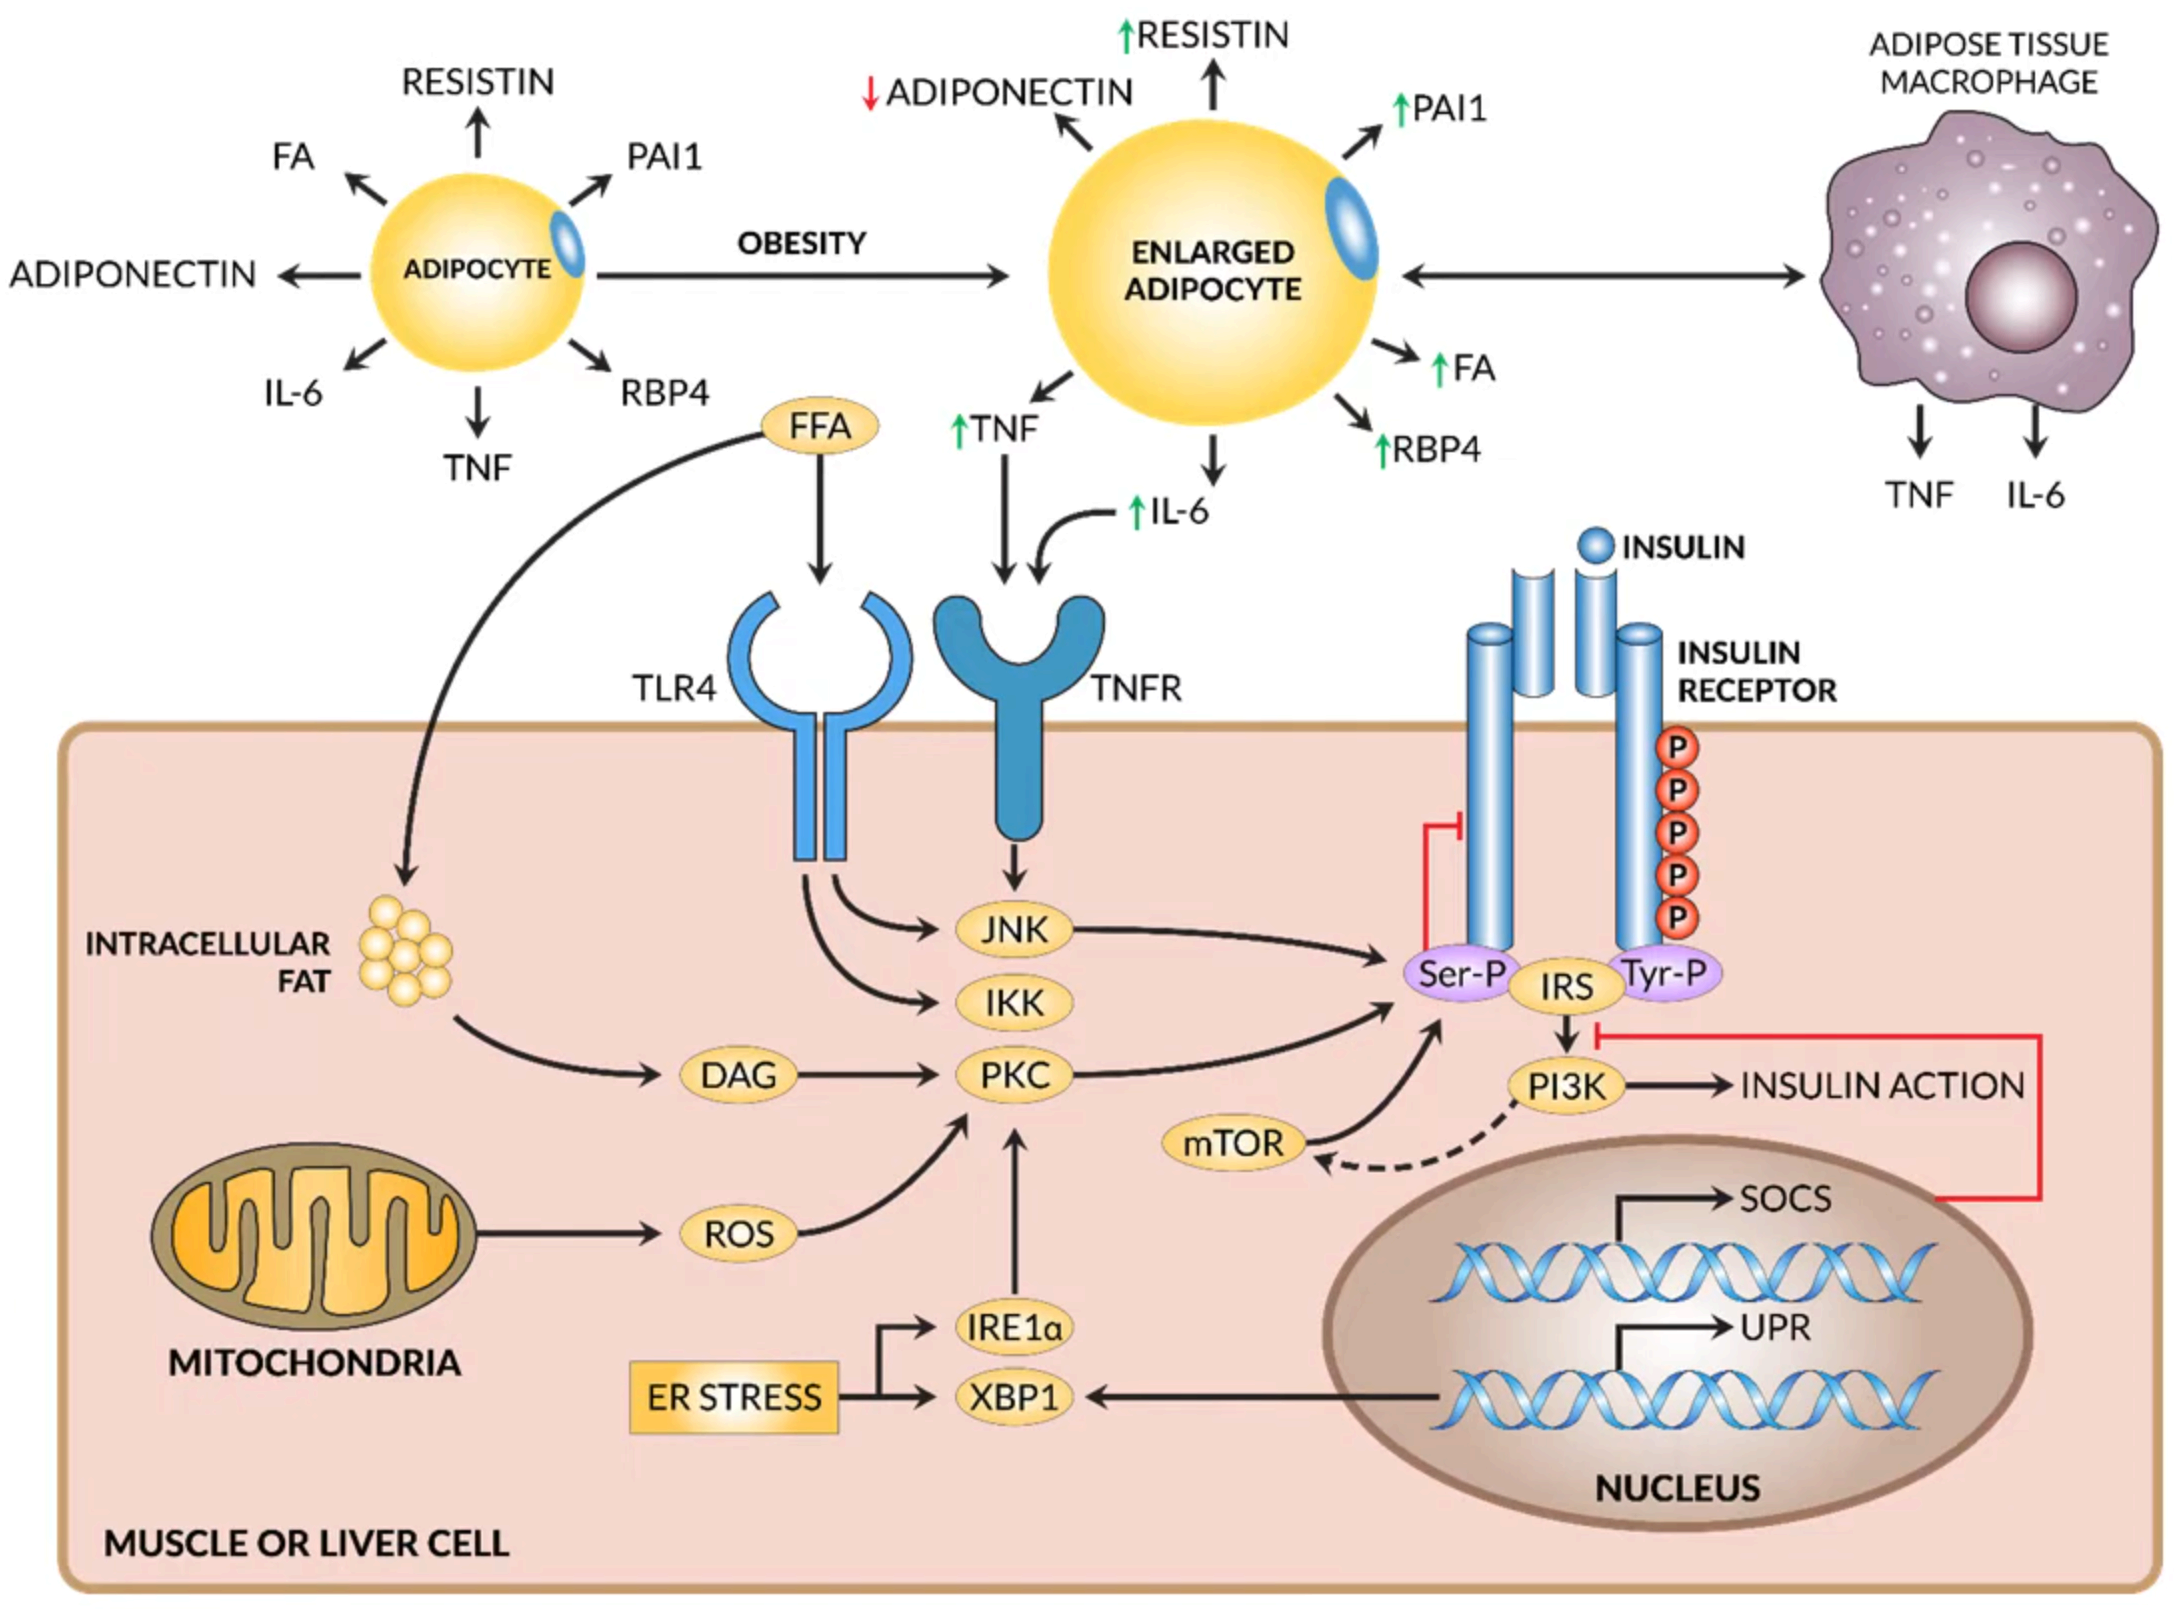 RESISTIN
FA
PAI1
ADIPOCYTE
ADIPONECTIN
IL-6
RBP4
TNF
OBESITY
↑RESISTIN
↓ADIPONECTIN
↑PAI1
ENLARGED
ADIPOCYTE
↑FA
↑TNF
↑RBP4
↑IL-6
ADIPOSE TISSUE
MACROPHAGE
TNF
IL-6
FFA
INSULIN
TLR4
TNFR
INSULIN
RECEPTOR
P
P
P
P
P
INTRACELLULAR
FAT
JNK
IKK
Ser-P
IRS
Tyr-P
DAG
PKC
PI3K
INSULIN ACTION
mTOR
ROS
SOCS
MITOCHONDRIA
IRE1α
UPR
ER STRESS
XBP1
NUCLEUS
MUSCLE OR LIVER CELL